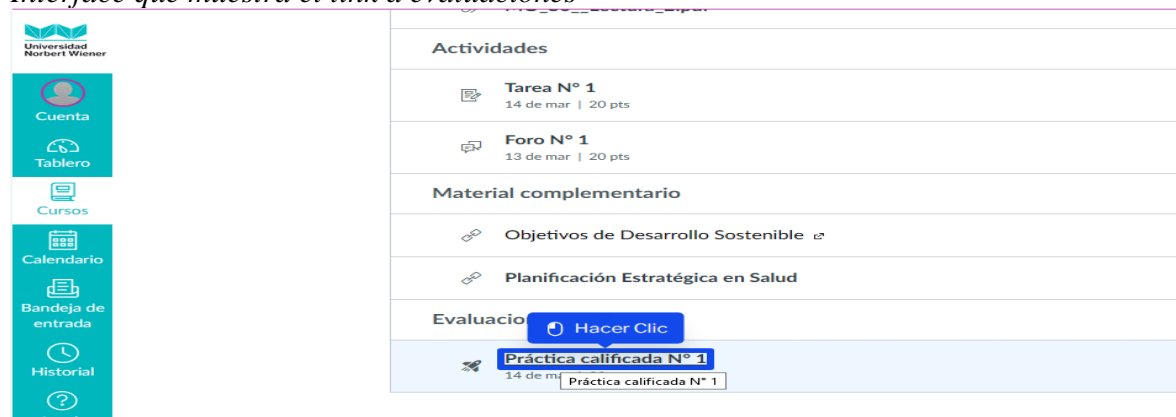 Interface que muestra el link a evaluaciones
Universidad
Norbert Wiener
Cuenta
Tablero
Cursos
Calendario
Bandeja de
entrada
Historial
Actividades
Tarea N° 1
14 de mar | 20 pts
Foro N° 1
13 de mar | 20 pts
Material complementario
Objetivos de Desarrollo Sostenible
Planificación Estratégica en Salud
Evaluacio
Hacer Clic
Práctica calificada N° 1
14 de m
Práctica calificada N° 1